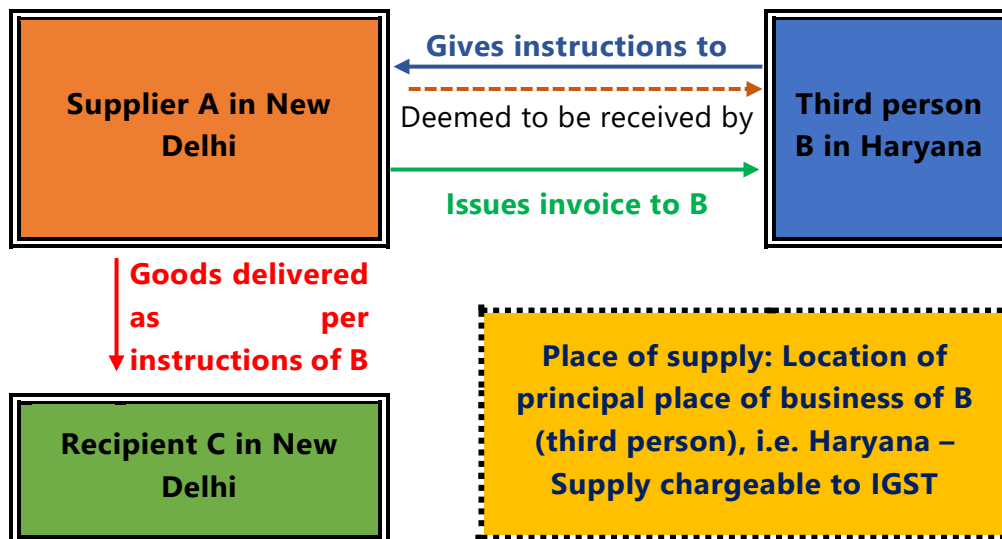 Gives instructions to
Supplier A in New
Delhi
Deemed to be received by
Third person
B in Haryana
Issues invoice to B
Goods delivered
as per
instructions of B
Place of supply: Location of
principal place of business of B
(third person), i.e. Haryana –
Supply chargeable to IGST
Recipient C in New
Delhi